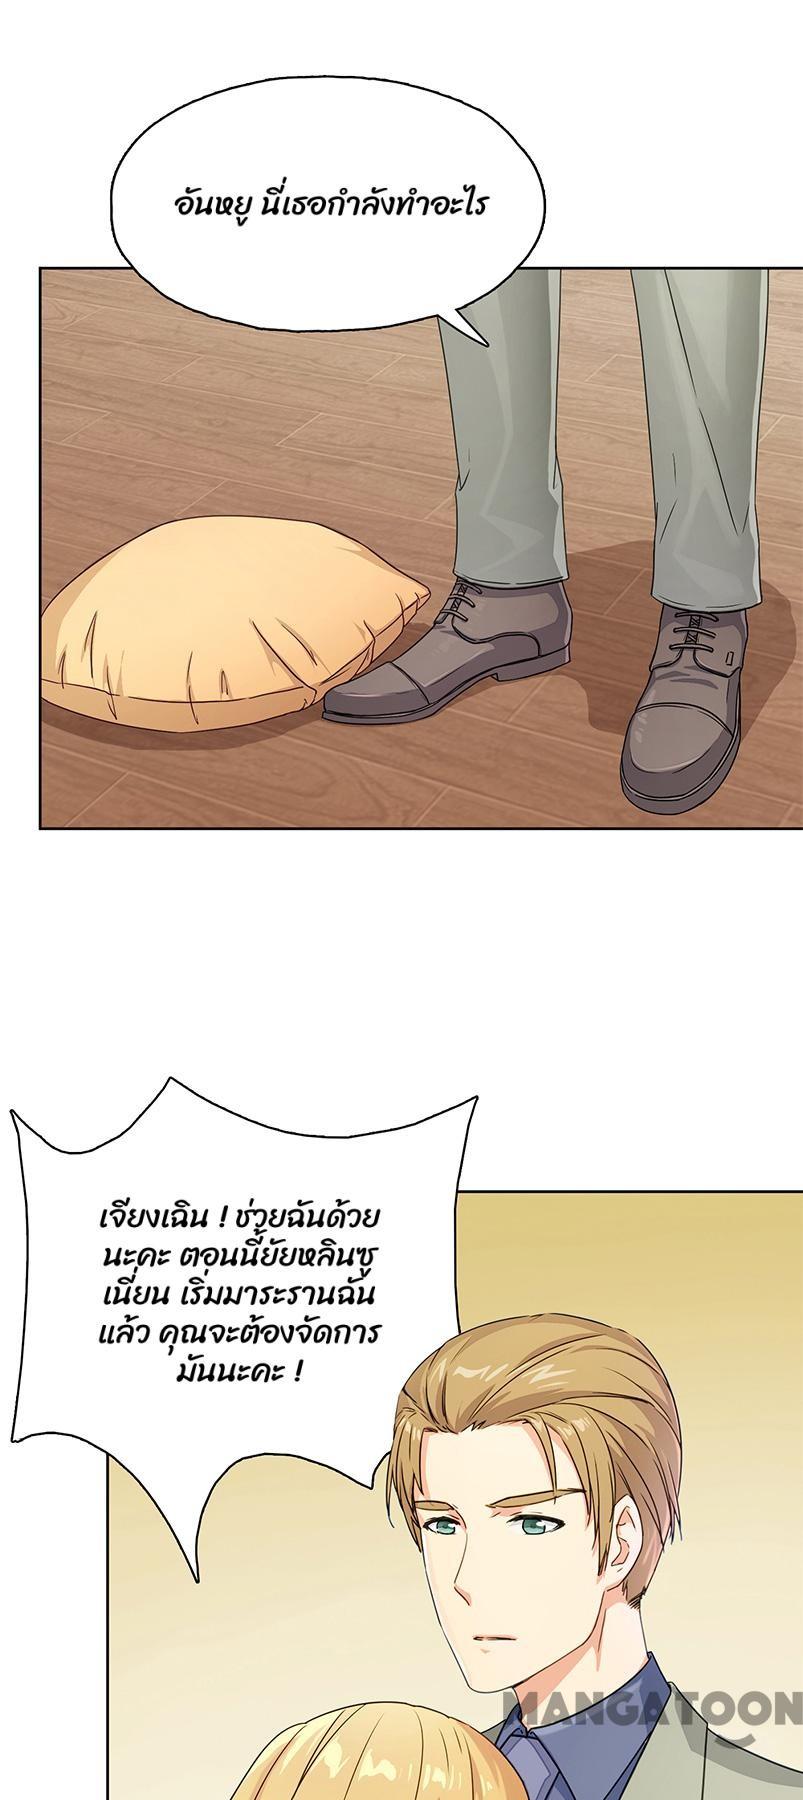 อันหยู นี่เธอกำลังทำอะไร
เจียงเฉิน ! ช่วยฉันด้วย
นะคะ ตอนนี้ยัยหลินซู
เนี่ยน เริ่มมาระรานฉัน
แล้ว คุณจะต้องจัดการ
มันนะคะ !
MANGATOON